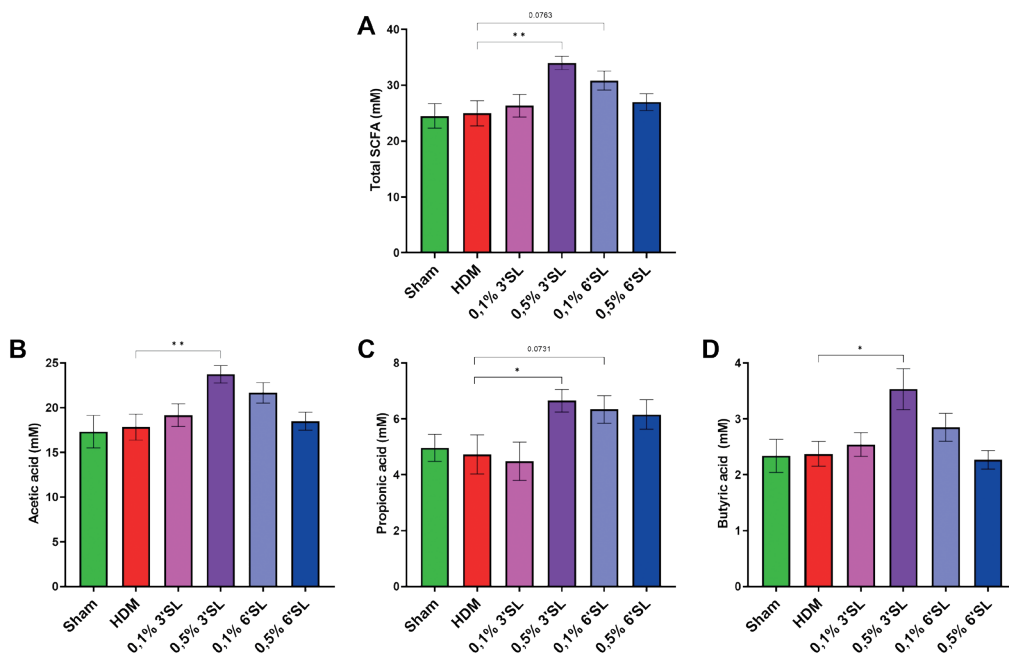 A
0.0763
**
40
30
20
10
0
Total SCFA (mM)
Sham
HDM
0,1% 3'SL
0,5% 3'SL
0,1% 6'SL
0,5% 6'SL
B
**
25
20
15
10
5
0
Acetic acid (mM)
Sham
HDM
0,1% 3'SL
0,5% 3'SL
0,1% 6'SL
0,5% 6'SL
C
0.0731
*
8
6
4
2
0
Propionic acid (mM)
Sham
HDM
0,1% 3'SL
0,5% 3'SL
0,1% 6'SL
0,5% 6'SL
D
*
4
3
2
1
0
Butyric acid (mM)
Sham
HDM
0,1% 3'SL
0,5% 3'SL
0,1% 6'SL
0,5% 6'SL